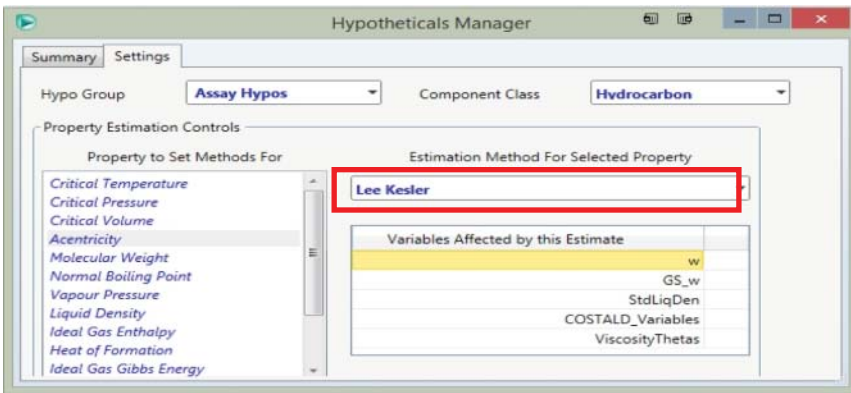 Hypotheticals Manager
Summary Settings
Hypo Group Assay Hypos Component Class Hydrocarbon
Property Estimation Controls
Property to Set Methods For Estimation Method For Selected Property
Critical Temperature
Critical Pressure
Critical Volume
Acentricity
Molecular Weight
Normal Boiling Point
Vapour Pressure
Liquid Density
Ideal Gas Enthalpy
Heat of Formation
Ideal Gas Gibbs Energy
Lee Kesler
Variables Affected by this Estimate
w
GS_w
StdLiqDen
COSTALD_Variables
ViscosityThetas